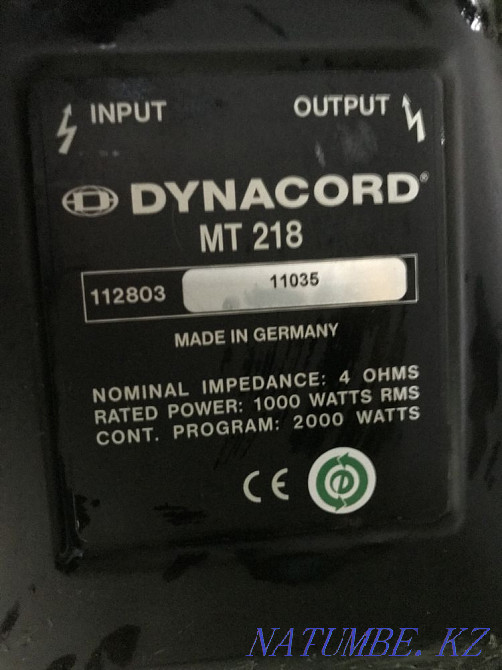 INPUT OUTPUT
DYNACORD®
MT 218
112803 11035
MADE IN GERMANY
NOMINAL IMPEDANCE: 4 OHMS
RATED POWER: 1000 WATTS RMS
CONT. PROGRAM: 2000 WATTS
CE
NATUMBE.KZ